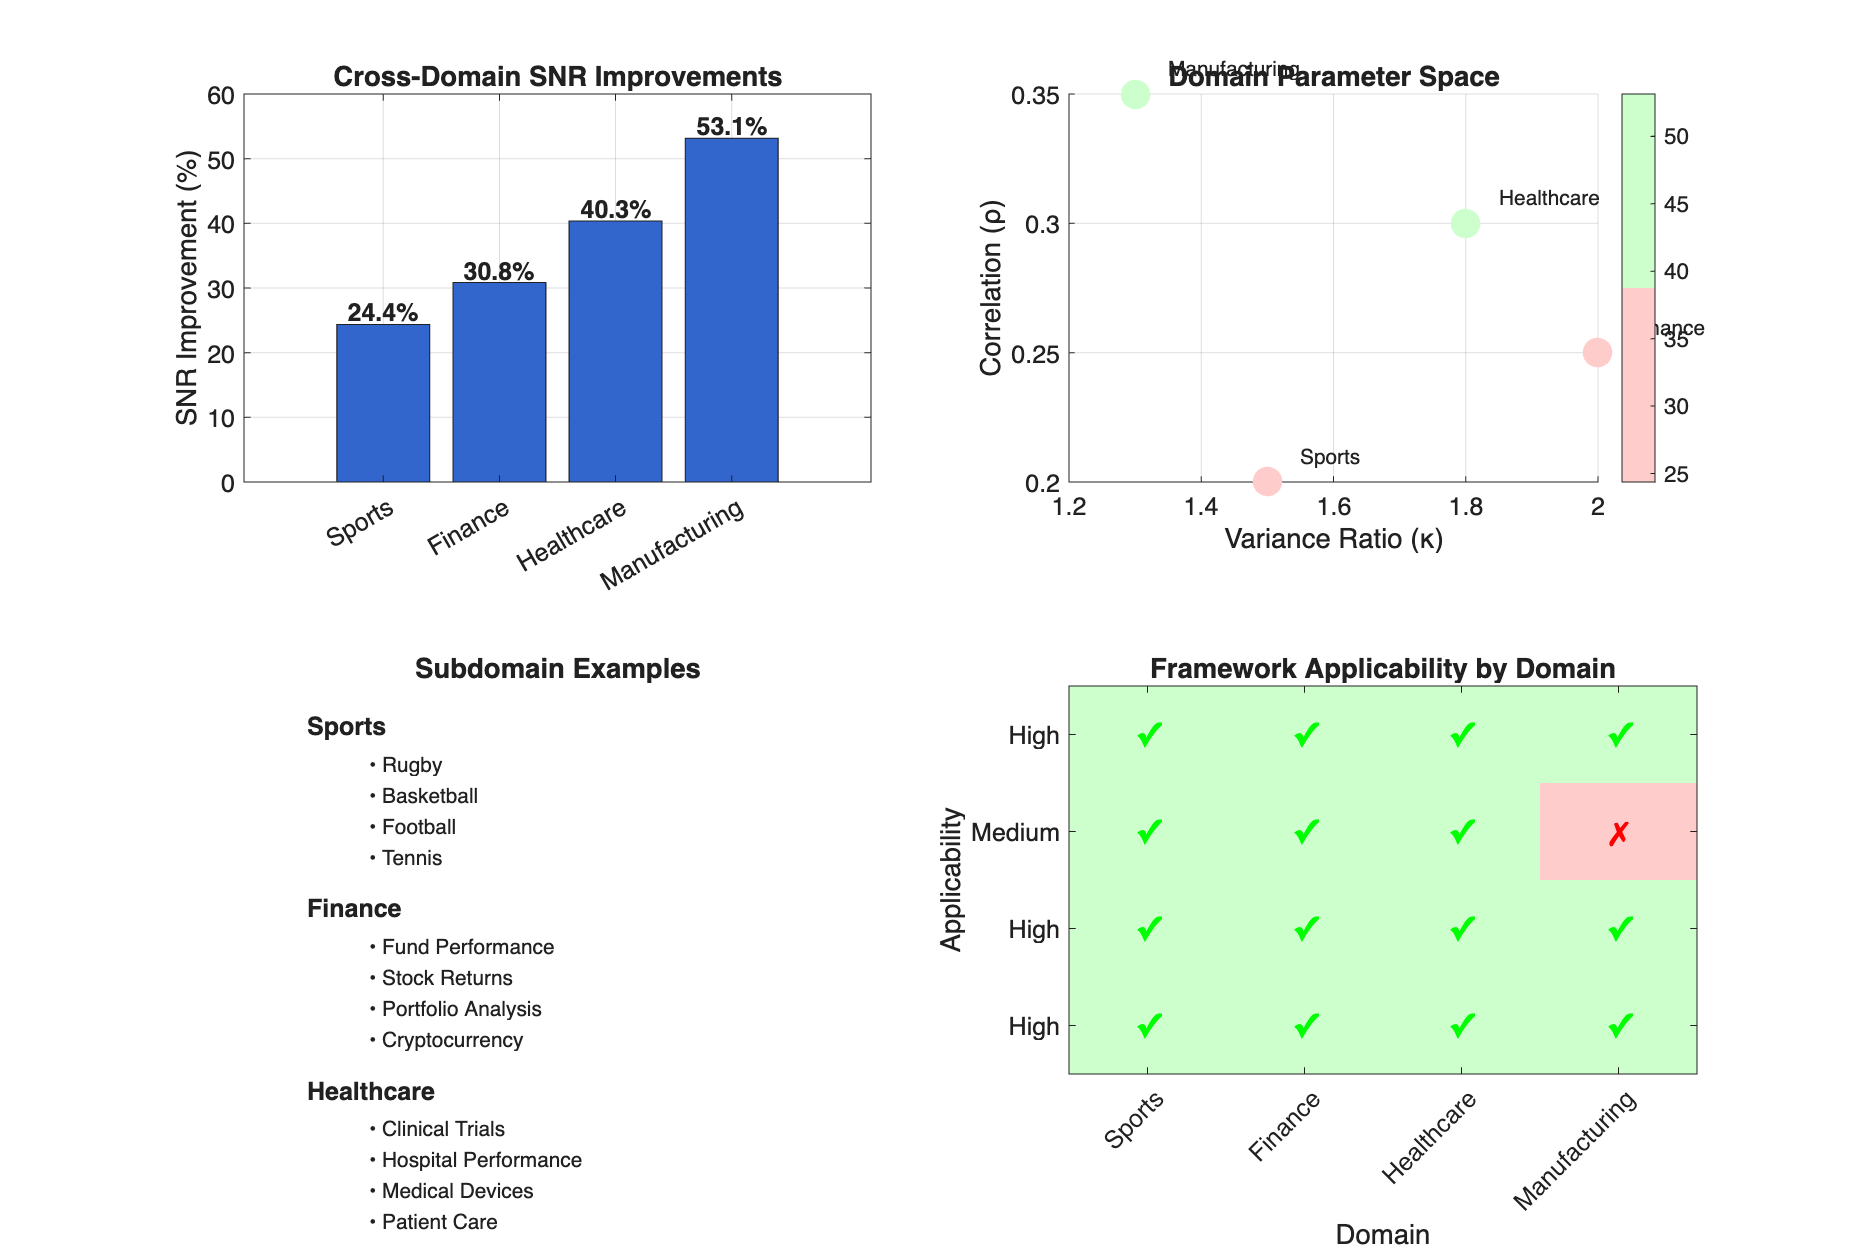 Cross-Domain SNR Improvements
60
50
40
30
20
10
0
SNR Improvement (%)
24.4%
30.8%
40.3%
53.1%
Sports
Finance
Healthcare
Manufacturing
Domain Parameter Space
Manufacturing
Healthcare
nance
Sports
0.35
0.3
0.25
0.2
Correlation (ρ)
1.2
1.4
1.6
1.8
2
Variance Ratio (κ)
50
45
40
35
30
25
Subdomain Examples
Sports
• Rugby
• Basketball
• Football
• Tennis
Finance
• Fund Performance
• Stock Returns
• Portfolio Analysis
• Cryptocurrency
Healthcare
• Clinical Trials
• Hospital Performance
• Medical Devices
• Patient Care
Framework Applicability by Domain
Applicability
High ✓ ✓ ✓ ✓
Medium ✓ ✓ ✓ ✗
High ✓ ✓ ✓ ✓
High ✓ ✓ ✓ ✓
Sports
Finance
Healthcare
Manufacturing
Domain